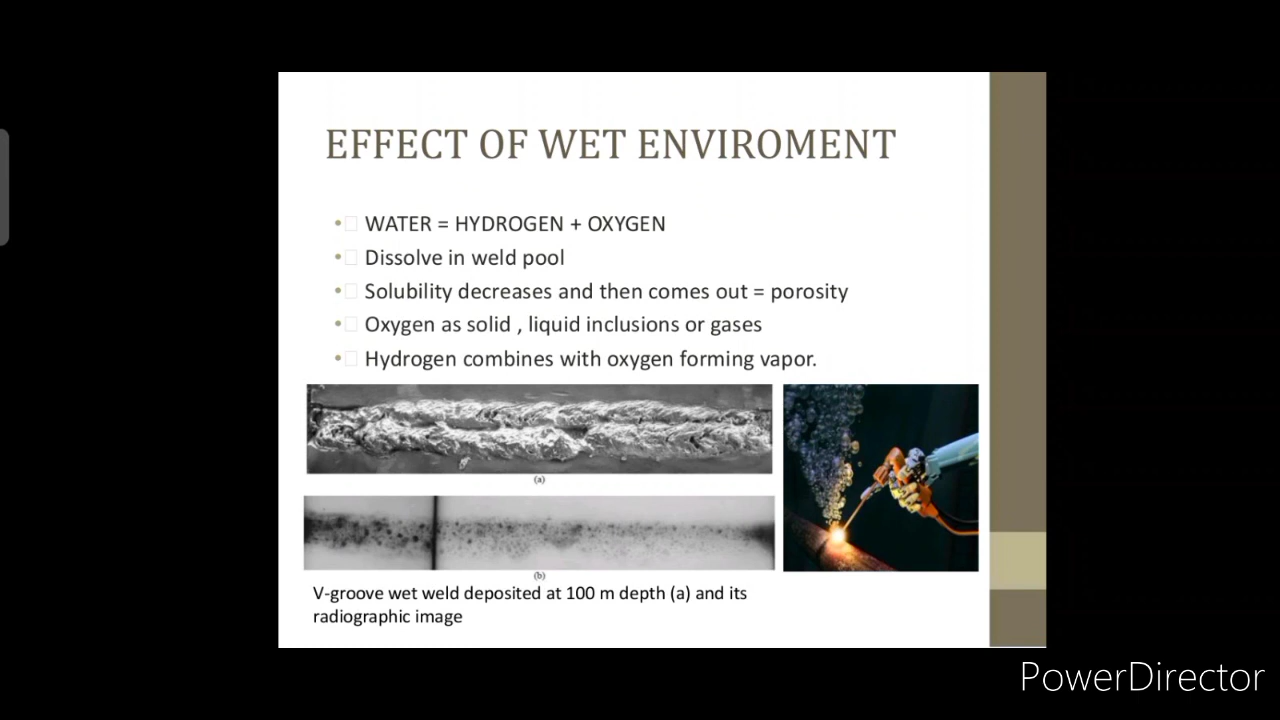 EFFECT OF WET ENVIROMENT
WATER = HYDROGEN + OXYGEN
Dissolve in weld pool
Solubility decreases and then comes out = porosity
Oxygen as solid , liquid inclusions or gases
Hydrogen combines with oxygen forming vapor.
(a)
(b)
V-groove wet weld deposited at 100 m depth (a) and its
radiographic image
PowerDirector